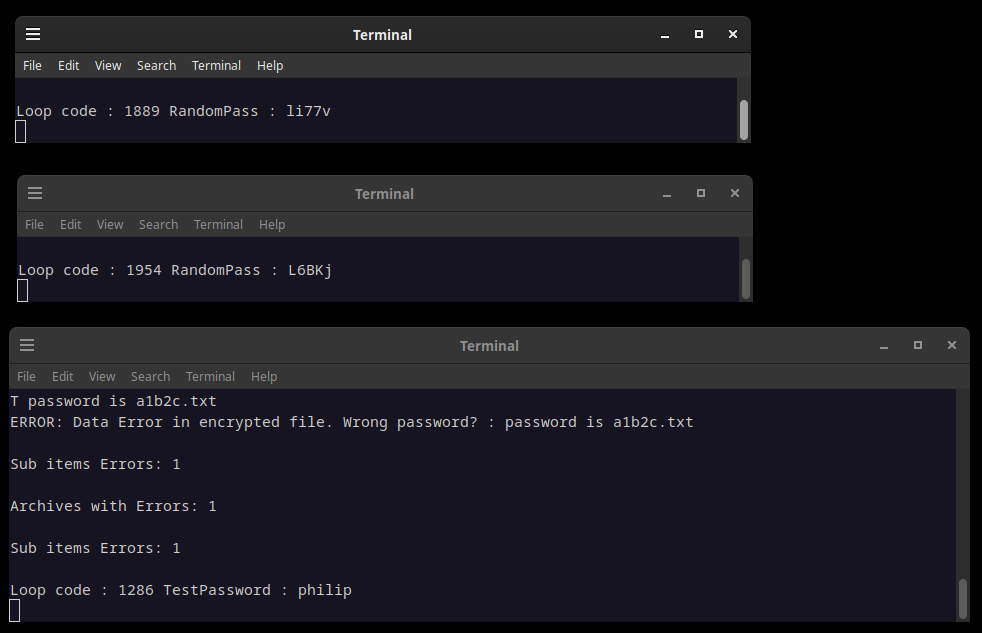 Terminal
File Edit View Search Terminal Help
Loop code : 1889 RandomPass : li77v
Terminal
File Edit View Search Terminal Help
Loop code : 1954 RandomPass : L6BKj
Terminal
File Edit View Search Terminal Help
T password is a1b2c.txt
ERROR: Data Error in encrypted file. Wrong password? : password is a1b2c.txt
Sub items Errors: 1
Archives with Errors: 1
Sub items Errors: 1
Loop code : 1286 TestPassword : philip